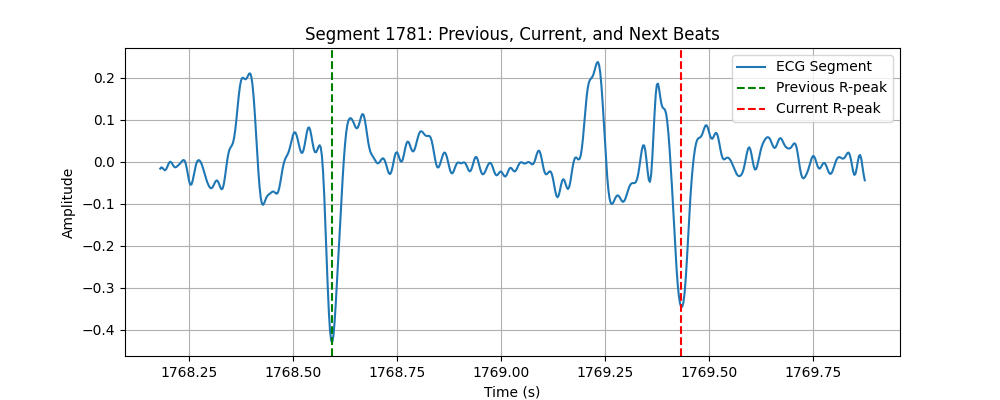 Segment 1781: Previous, Current, and Next Beats
ECG Segment
Previous R-peak
Current R-peak
0.2
0.1
0.0
−0.1
−0.2
−0.3
−0.4
Amplitude
1768.25 1768.50 1768.75 1769.00 1769.25 1769.50 1769.75
Time (s)